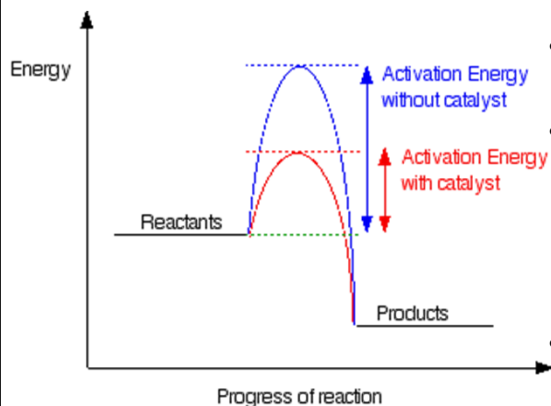 Energy
Activation Energy
without catalyst
Activation Energy
with catalyst
Reactants
Products
Progress of reaction